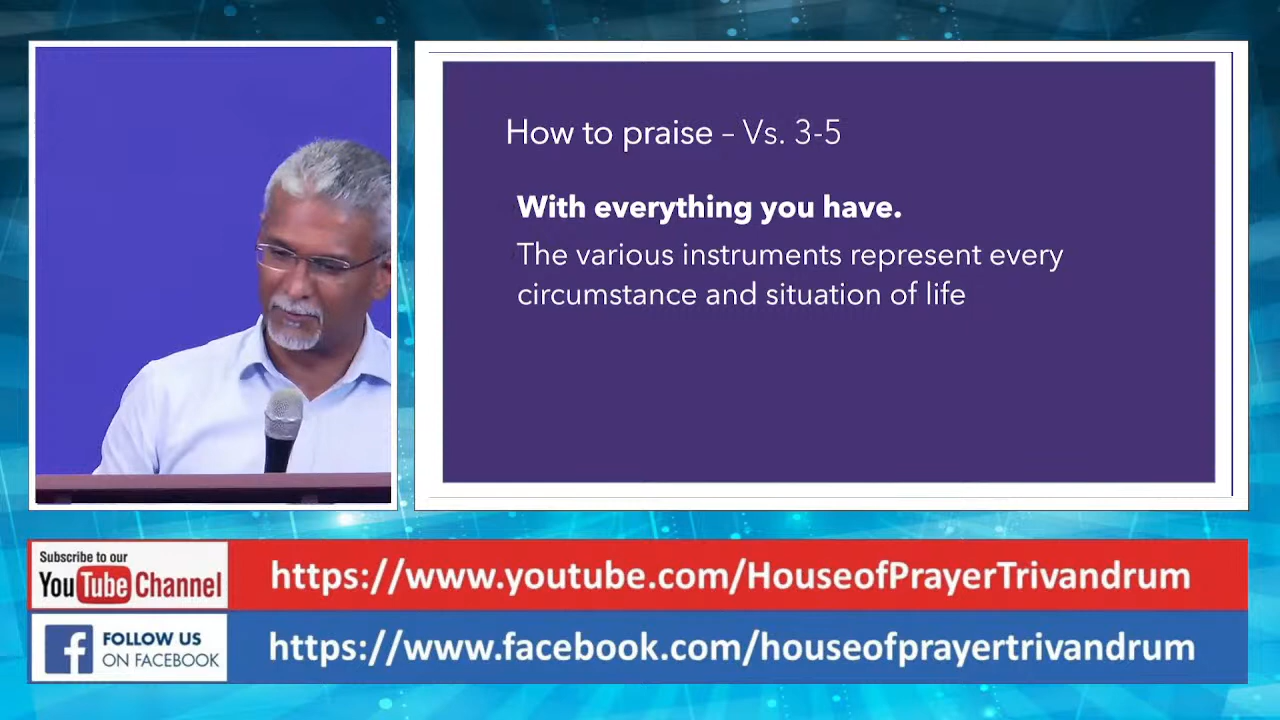 How to praise – Vs. 3-5
With everything you have.
The various instruments represent every
circumstance and situation of life
Subscribe to our
YouTube Channel
https://www.youtube.com/HouseofPrayerTrivandrum
f
FOLLOW US
ON FACEBOOK
https://www.facebook.com/houseofprayertrivandrum